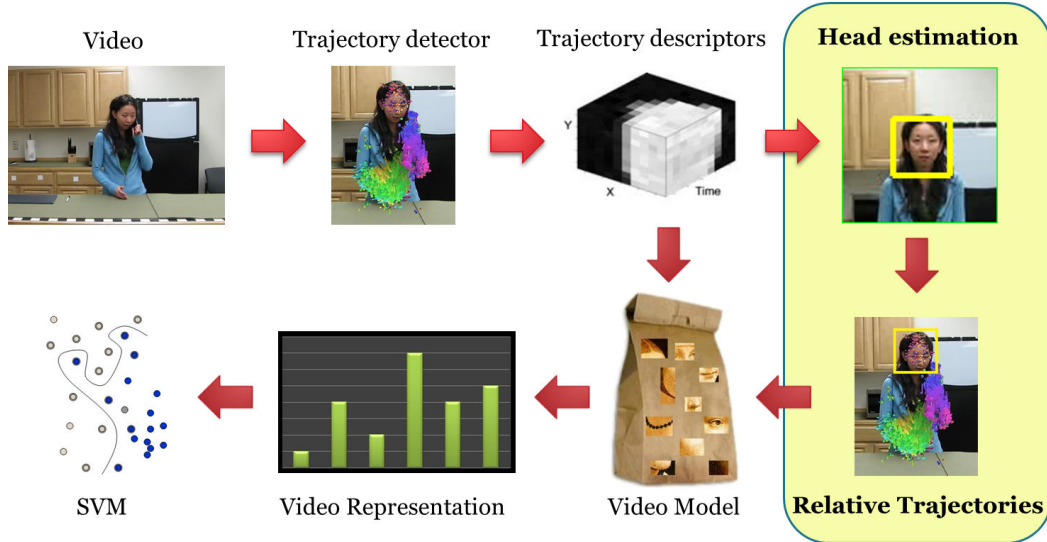 Video
Trajectory detector
Trajectory descriptors
Head estimation
Y
X
Time
SVM
Video Representation
Video Model
Relative Trajectories